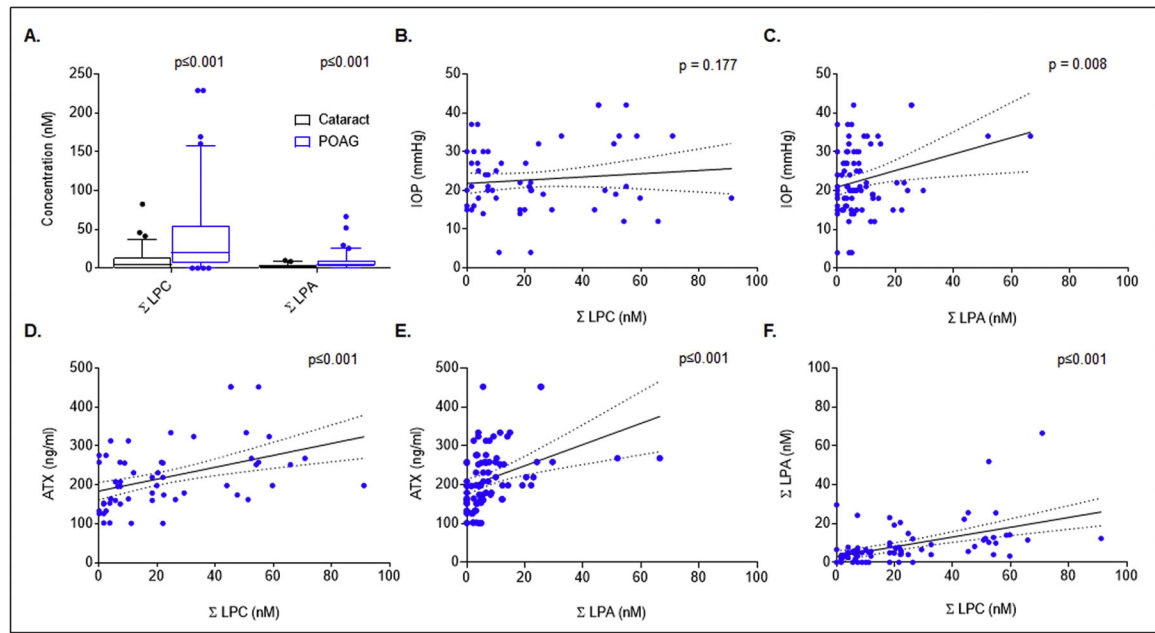 A.
p≤0.001
p≤0.001
250
200
150
100
50
0
Concentration (nM)
Cataract
POAG
Σ LPC
Σ LPA
B.
p = 0.177
50
40
30
20
10
0
IOP (mmHg)
0
20
40
60
80
100
Σ LPC (nM)
C.
p = 0.008
50
40
30
20
10
0
IOP (mmHg)
0
20
40
60
80
100
Σ LPA (nM)
D.
p≤0.001
500
400
300
200
100
0
ATX (ng/ml)
0
20
40
60
80
100
Σ LPC (nM)
E.
p≤0.001
500
400
300
200
100
0
ATX (ng/ml)
0
20
40
60
80
100
Σ LPA (nM)
F.
p≤0.001
100
80
60
40
20
0
Σ LPA (nM)
0
20
40
60
80
100
Σ LPC (nM)